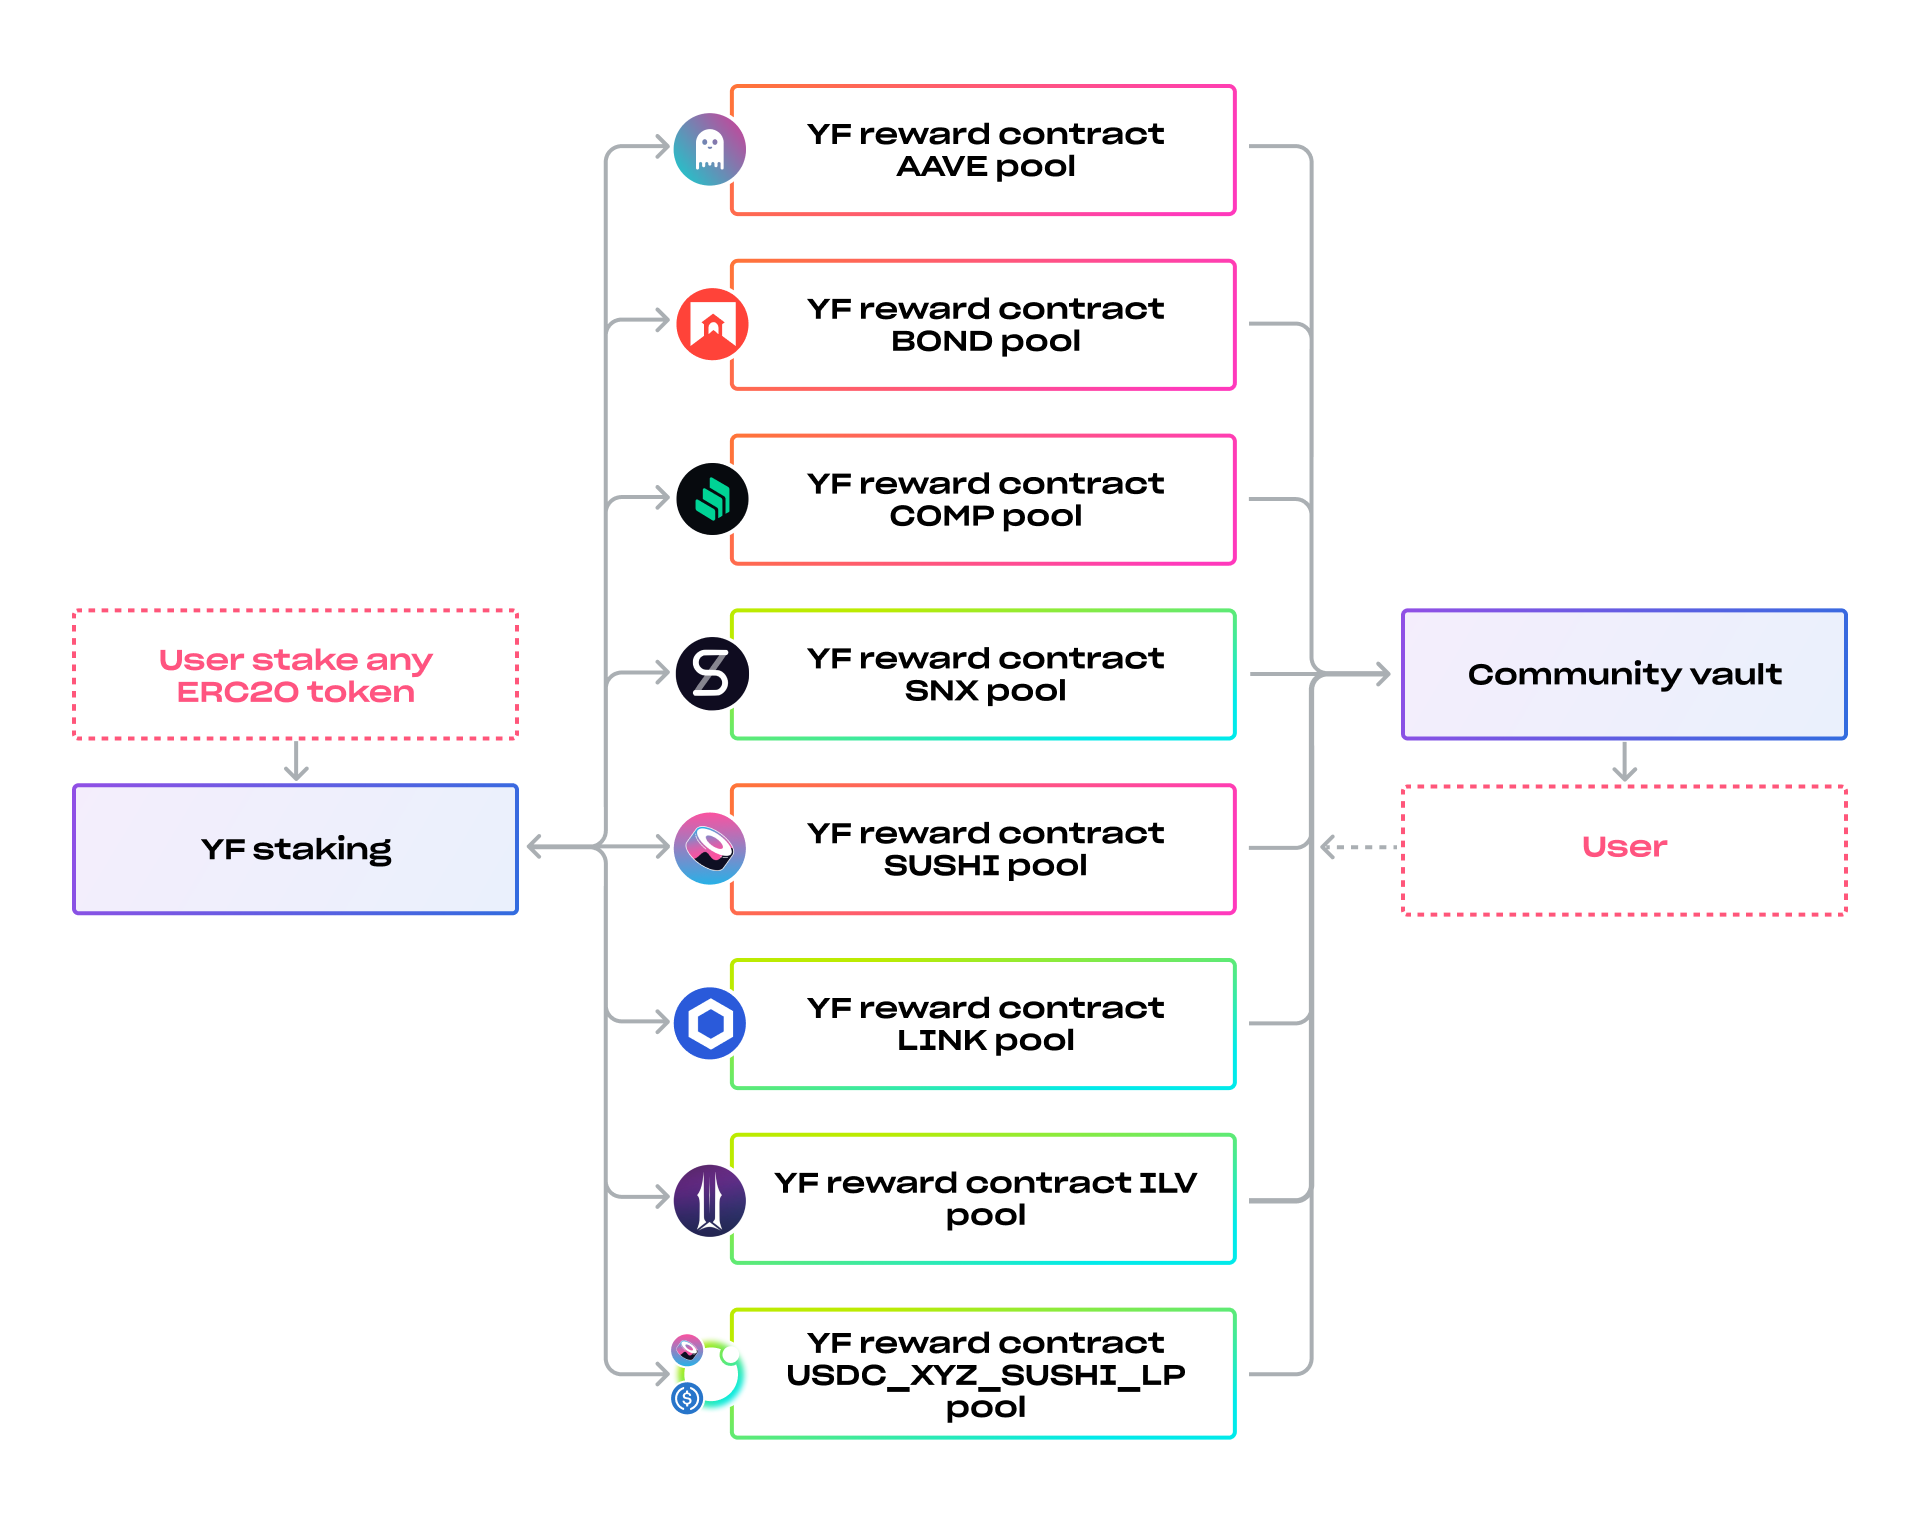 YF reward contract
AAVE pool
YF reward contract
BOND pool
YF reward contract
COMP pool
User stake any
ERC20 token
YF reward contract
SNX pool
Community vault
YF staking
YF reward contract
SUSHI pool
User
YF reward contract
LINK pool
YF reward contract ILV
pool
YF reward contract
USDC_XYZ_SUSHI_LP
pool